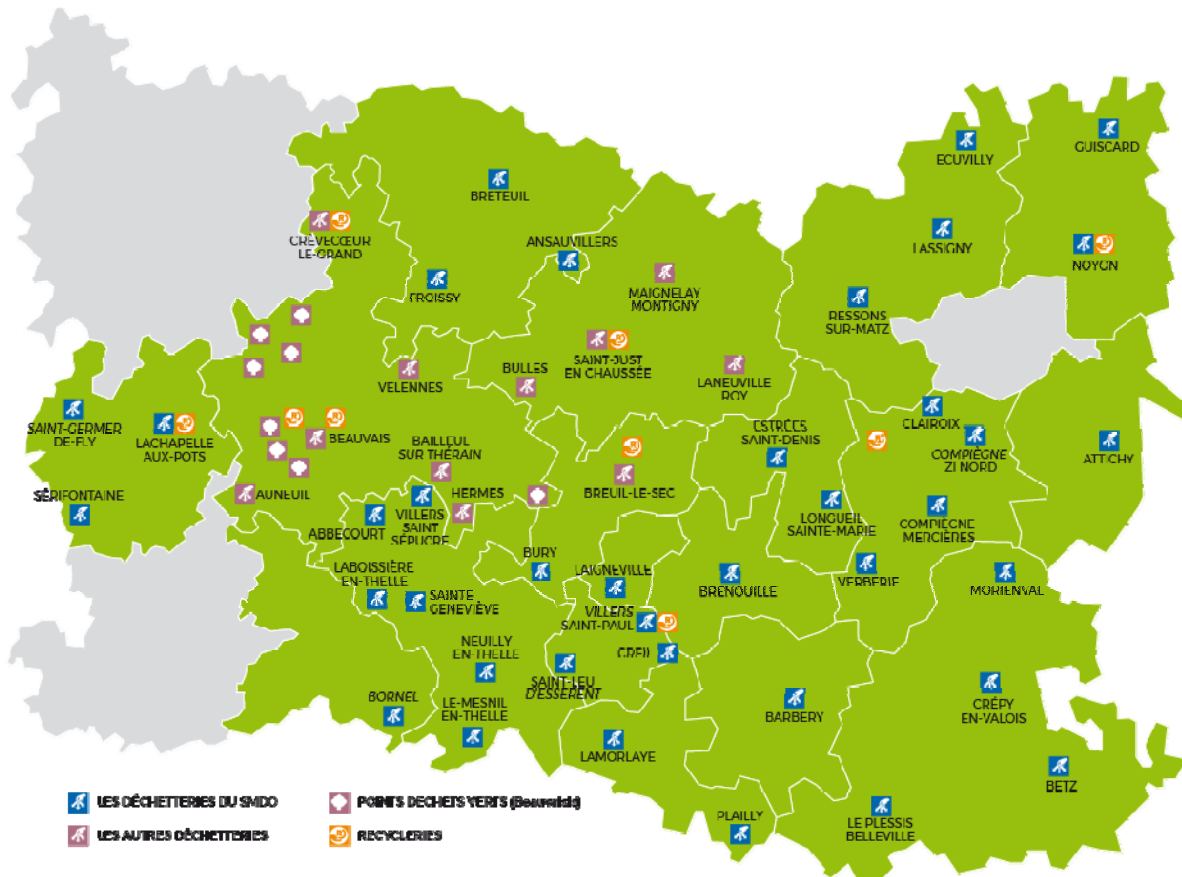 GUISCARD
ECUVILLY
BRETEUIL
LASSIGNY
CRÈVECŒUR
LE-GRAND
ANSAUVILLERS
NOYON
FROISSY
MAIGNELAY
MONTIGNY
RESSONS
SUR-MATZ
SAINT-JUST
EN CHAUSSÉE
VELENNES
BULLES
LANEUVILLE
ROY
SAINT-GERMER
DE-FLY
LACHAPELLE
AUX-POTS
BEAUVAIS
BAILLEUL
SUR THÉRAIN
ESTRÉES
SAINT-DENIS
CLAIROIX
COMPIÈGNE
ZI NORD
ATTICHY
SÉRIFONTAINE
AUNEUIL
HERMES
BREUIL-LE-SEC
ABBECOURT
VILLERS
SAINT
SÉPLICRE
LONGUEIL
SAINTE-MARIE
COMPIÈGNE
MERCIÈRES
BURY
LAIGNEVILLE
LABOISSIÈRE
EN-THELLE
SAINTE
GENEVIÈVE
BRENOUILLE
VERBERIE
MORIENVAL
VILLERS
SAINT-PAUL
NEUILLY
EN-THELLE
CREIL
SAINT-LEU
D'ESSERENT
BORNEL
LE-MESNIL
EN-THELLE
LAMORLAYE
BARBERY
CRÉPY
EN-VALOIS
BETZ
PLAILLY
LE PLESSIS
BELLEVILLE
LES DÉCHETTERIES DU SMDO
POINTS DECHETS VERTS (Beauvaisis)
LES AUTRES DÉCHETTERIES
RECYCLERIES